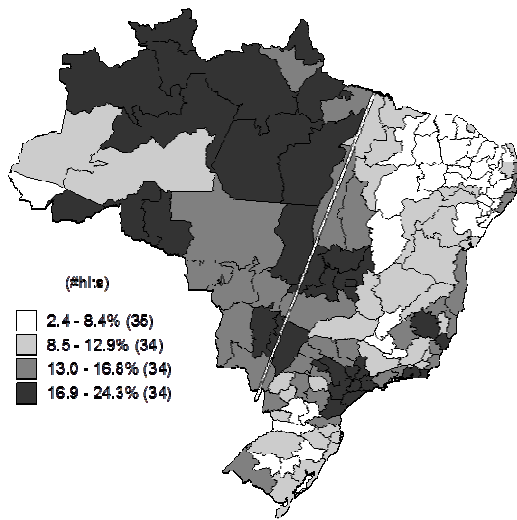 2.4 - 8.4% (35)
8.5 - 12.9% (34)
13.0 - 16.8% (34)
16.9 - 24.3% (34)